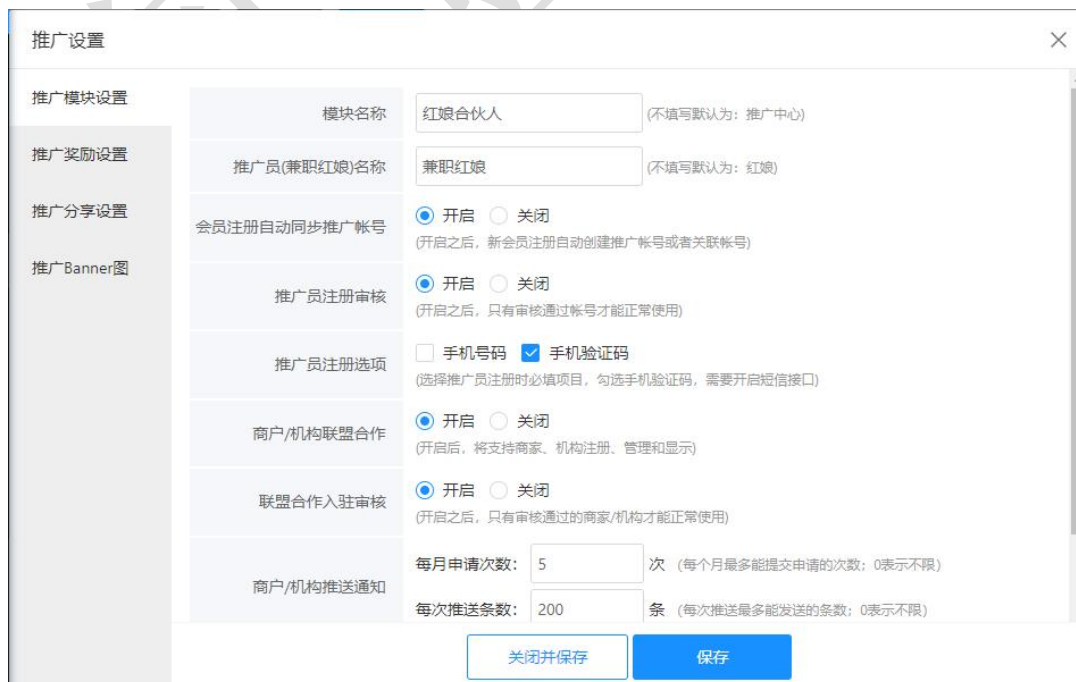 推广设置
推广模块设置
推广奖励设置
推广分享设置
推广Banner图
模块名称 红娘合伙人 (不填写默认为：推广中心)
推广员(兼职红娘)名称 兼职红娘 (不填写默认为：红娘)
会员注册自动同步推广帐号 开启 关闭
(开启之后，新会员注册自动创建推广帐号或者关联帐号)
推广员注册审核 开启 关闭
(开启之后，只有审核通过帐号才能正常使用)
推广员注册选项 手机号码 手机验证码
(选择推广员注册时必填项目，勾选手机验证码，需要开启短信接口)
商户/机构联盟合作 开启 关闭
(开启后，将支持商家、机构注册、管理和显示)
联盟合作入驻审核 开启 关闭
(开启之后，只有审核通过的商家/机构才能正常使用)
商户/机构推送通知
每月申请次数： 5 次 (每个月最多能提交申请的次数；0表示不限)
每次推送条数： 200 条 (每次推送最多能发送的条数；0表示不限)
关闭并保存 保存